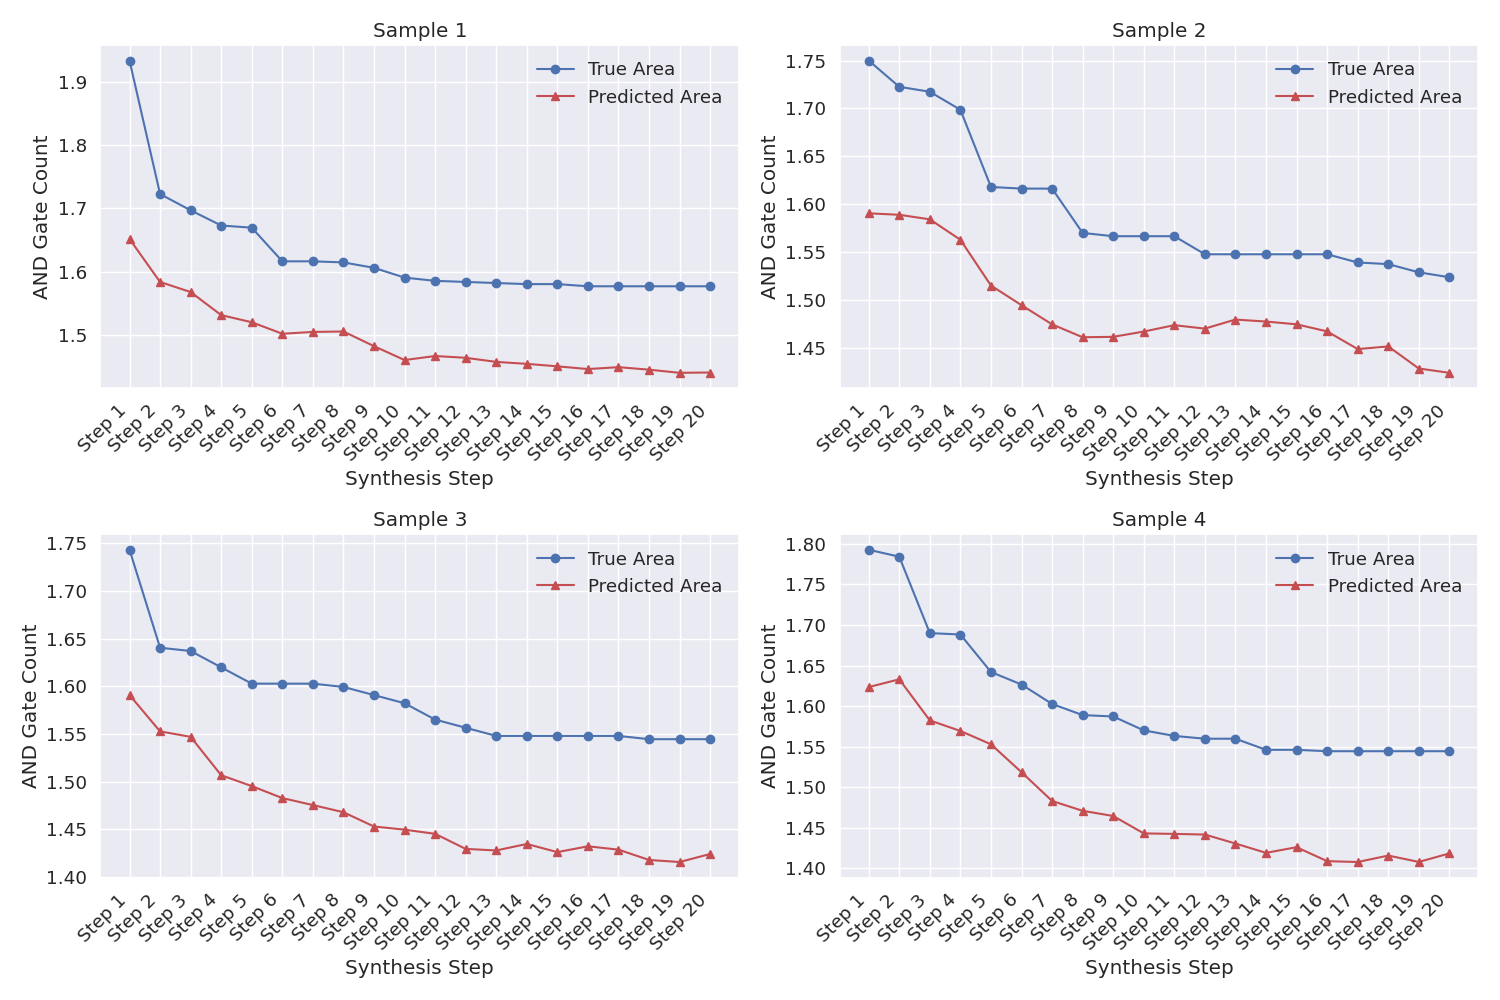 Sample 1
True Area
Predicted Area
AND Gate Count
1.9
1.8
1.7
1.6
1.5
Step 1 Step 2 Step 3 Step 4 Step 5 Step 6 Step 7 Step 8 Step 9 Step 10 Step 11 Step 12 Step 13 Step 14 Step 15 Step 16 Step 17 Step 18 Step 19 Step 20
Synthesis Step
Sample 2
True Area
Predicted Area
AND Gate Count
1.75
1.70
1.65
1.60
1.55
1.50
1.45
Step 1 Step 2 Step 3 Step 4 Step 5 Step 6 Step 7 Step 8 Step 9 Step 10 Step 11 Step 12 Step 13 Step 14 Step 15 Step 16 Step 17 Step 18 Step 19 Step 20
Synthesis Step
Sample 3
True Area
Predicted Area
AND Gate Count
1.75
1.70
1.65
1.60
1.55
1.50
1.45
1.40
Step 1 Step 2 Step 3 Step 4 Step 5 Step 6 Step 7 Step 8 Step 9 Step 10 Step 11 Step 12 Step 13 Step 14 Step 15 Step 16 Step 17 Step 18 Step 19 Step 20
Synthesis Step
Sample 4
True Area
Predicted Area
AND Gate Count
1.80
1.75
1.70
1.65
1.60
1.55
1.50
1.45
1.40
Step 1 Step 2 Step 3 Step 4 Step 5 Step 6 Step 7 Step 8 Step 9 Step 10 Step 11 Step 12 Step 13 Step 14 Step 15 Step 16 Step 17 Step 18 Step 19 Step 20
Synthesis Step